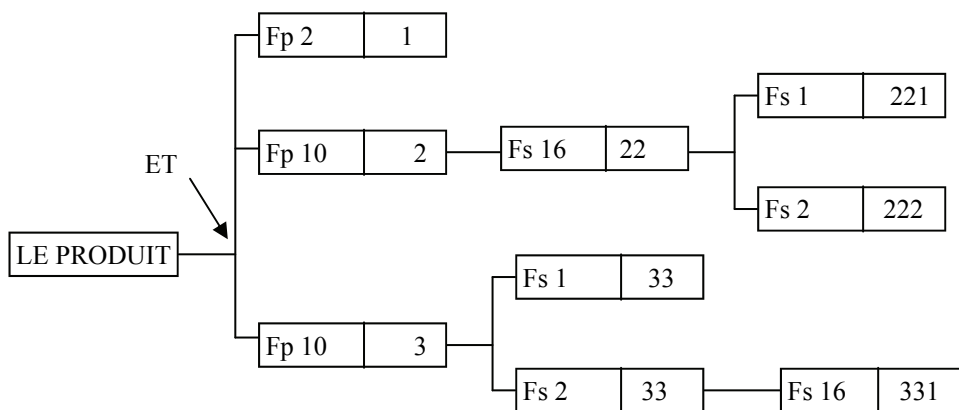 Fp 2 1
Fs 1 221
Fp 10 2
Fs 16 22
ET
Fs 2 222
LE PRODUIT
Fs 1 33
Fp 10 3
Fs 2 33
Fs 16 331